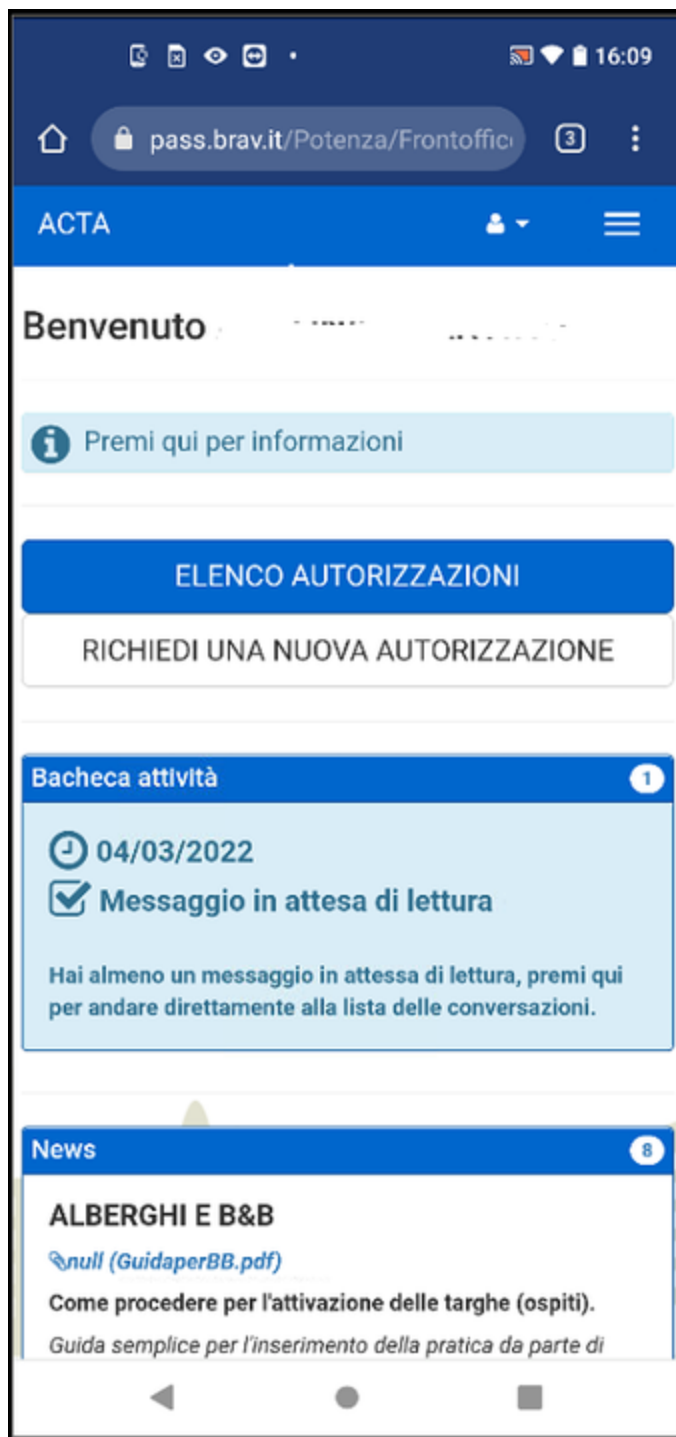 16:09
pass.brav.it/Potenza/Frontoffic
3
ACTA
Benvenuto
Premi qui per informazioni
ELENCO AUTORIZZAZIONI
RICHIEDI UNA NUOVA AUTORIZZAZIONE
Bacheca attività 1
04/03/2022
Messaggio in attesa di lettura
Hai almeno un messaggio in attessa di lettura, premi qui
per andare direttamente alla lista delle conversazioni.
News 8
ALBERGHI E B&B
null (GuidaperBB.pdf)
Come procedere per l'attivazione delle targhe (ospiti).
Guida semplice per l'inserimento della pratica da parte di